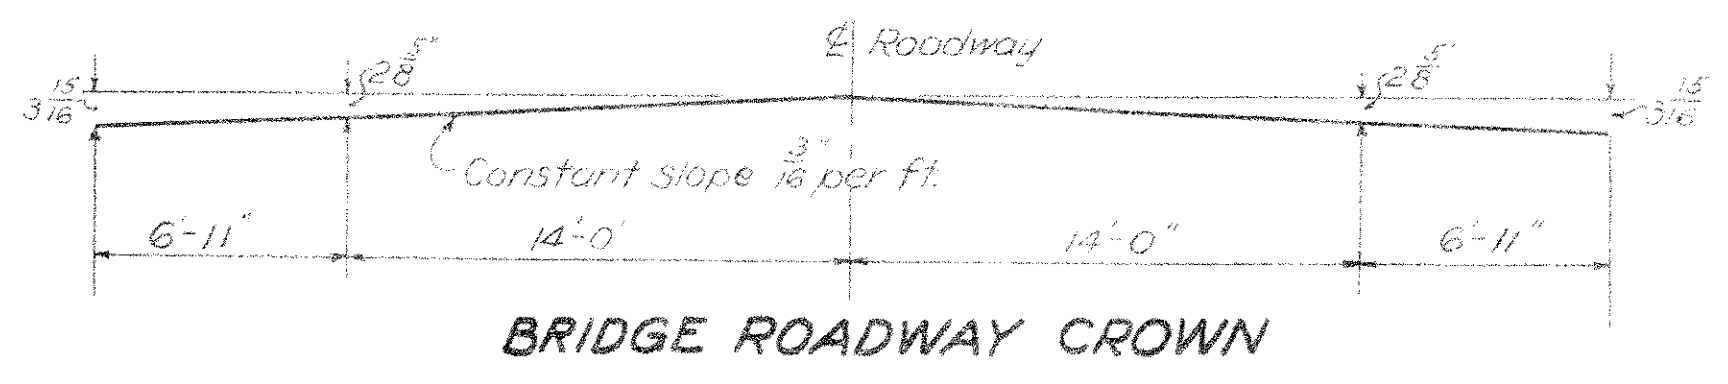 ℄ Roadway
3 15/16
2 5/8"
2 5/8"
3 15/16
Constant slope 3/16" per ft.
6'-11"
14'-0'
14'-0"
6'-11"
BRIDGE ROADWAY CROWN